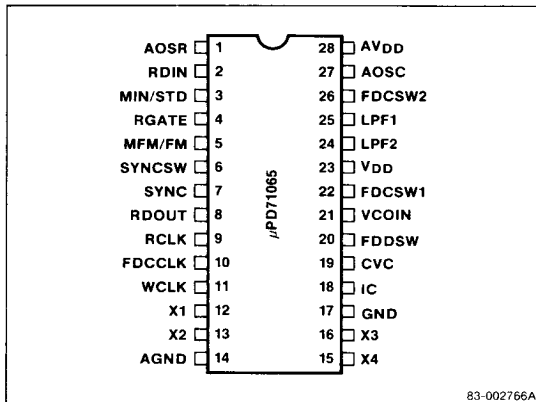 AOSR 1 28 AVDD
RDIN 2 27 AOSC
MIN/STD 3 26 FDCSW2
RGATE 4 25 LPF1
MFM/FM 5 24 LPF2
SYNCSW 6 23 VDD
SYNC 7 22 FDCSW1
RDOUT 8 21 VCOIN
RCLK 9 20 FDDSW
FDCCLK 10 19 CVC
WCLK 11 18 IC
X1 12 17 GND
X2 13 16 X3
AGND 14 15 X4
μPD71065
83-002766A